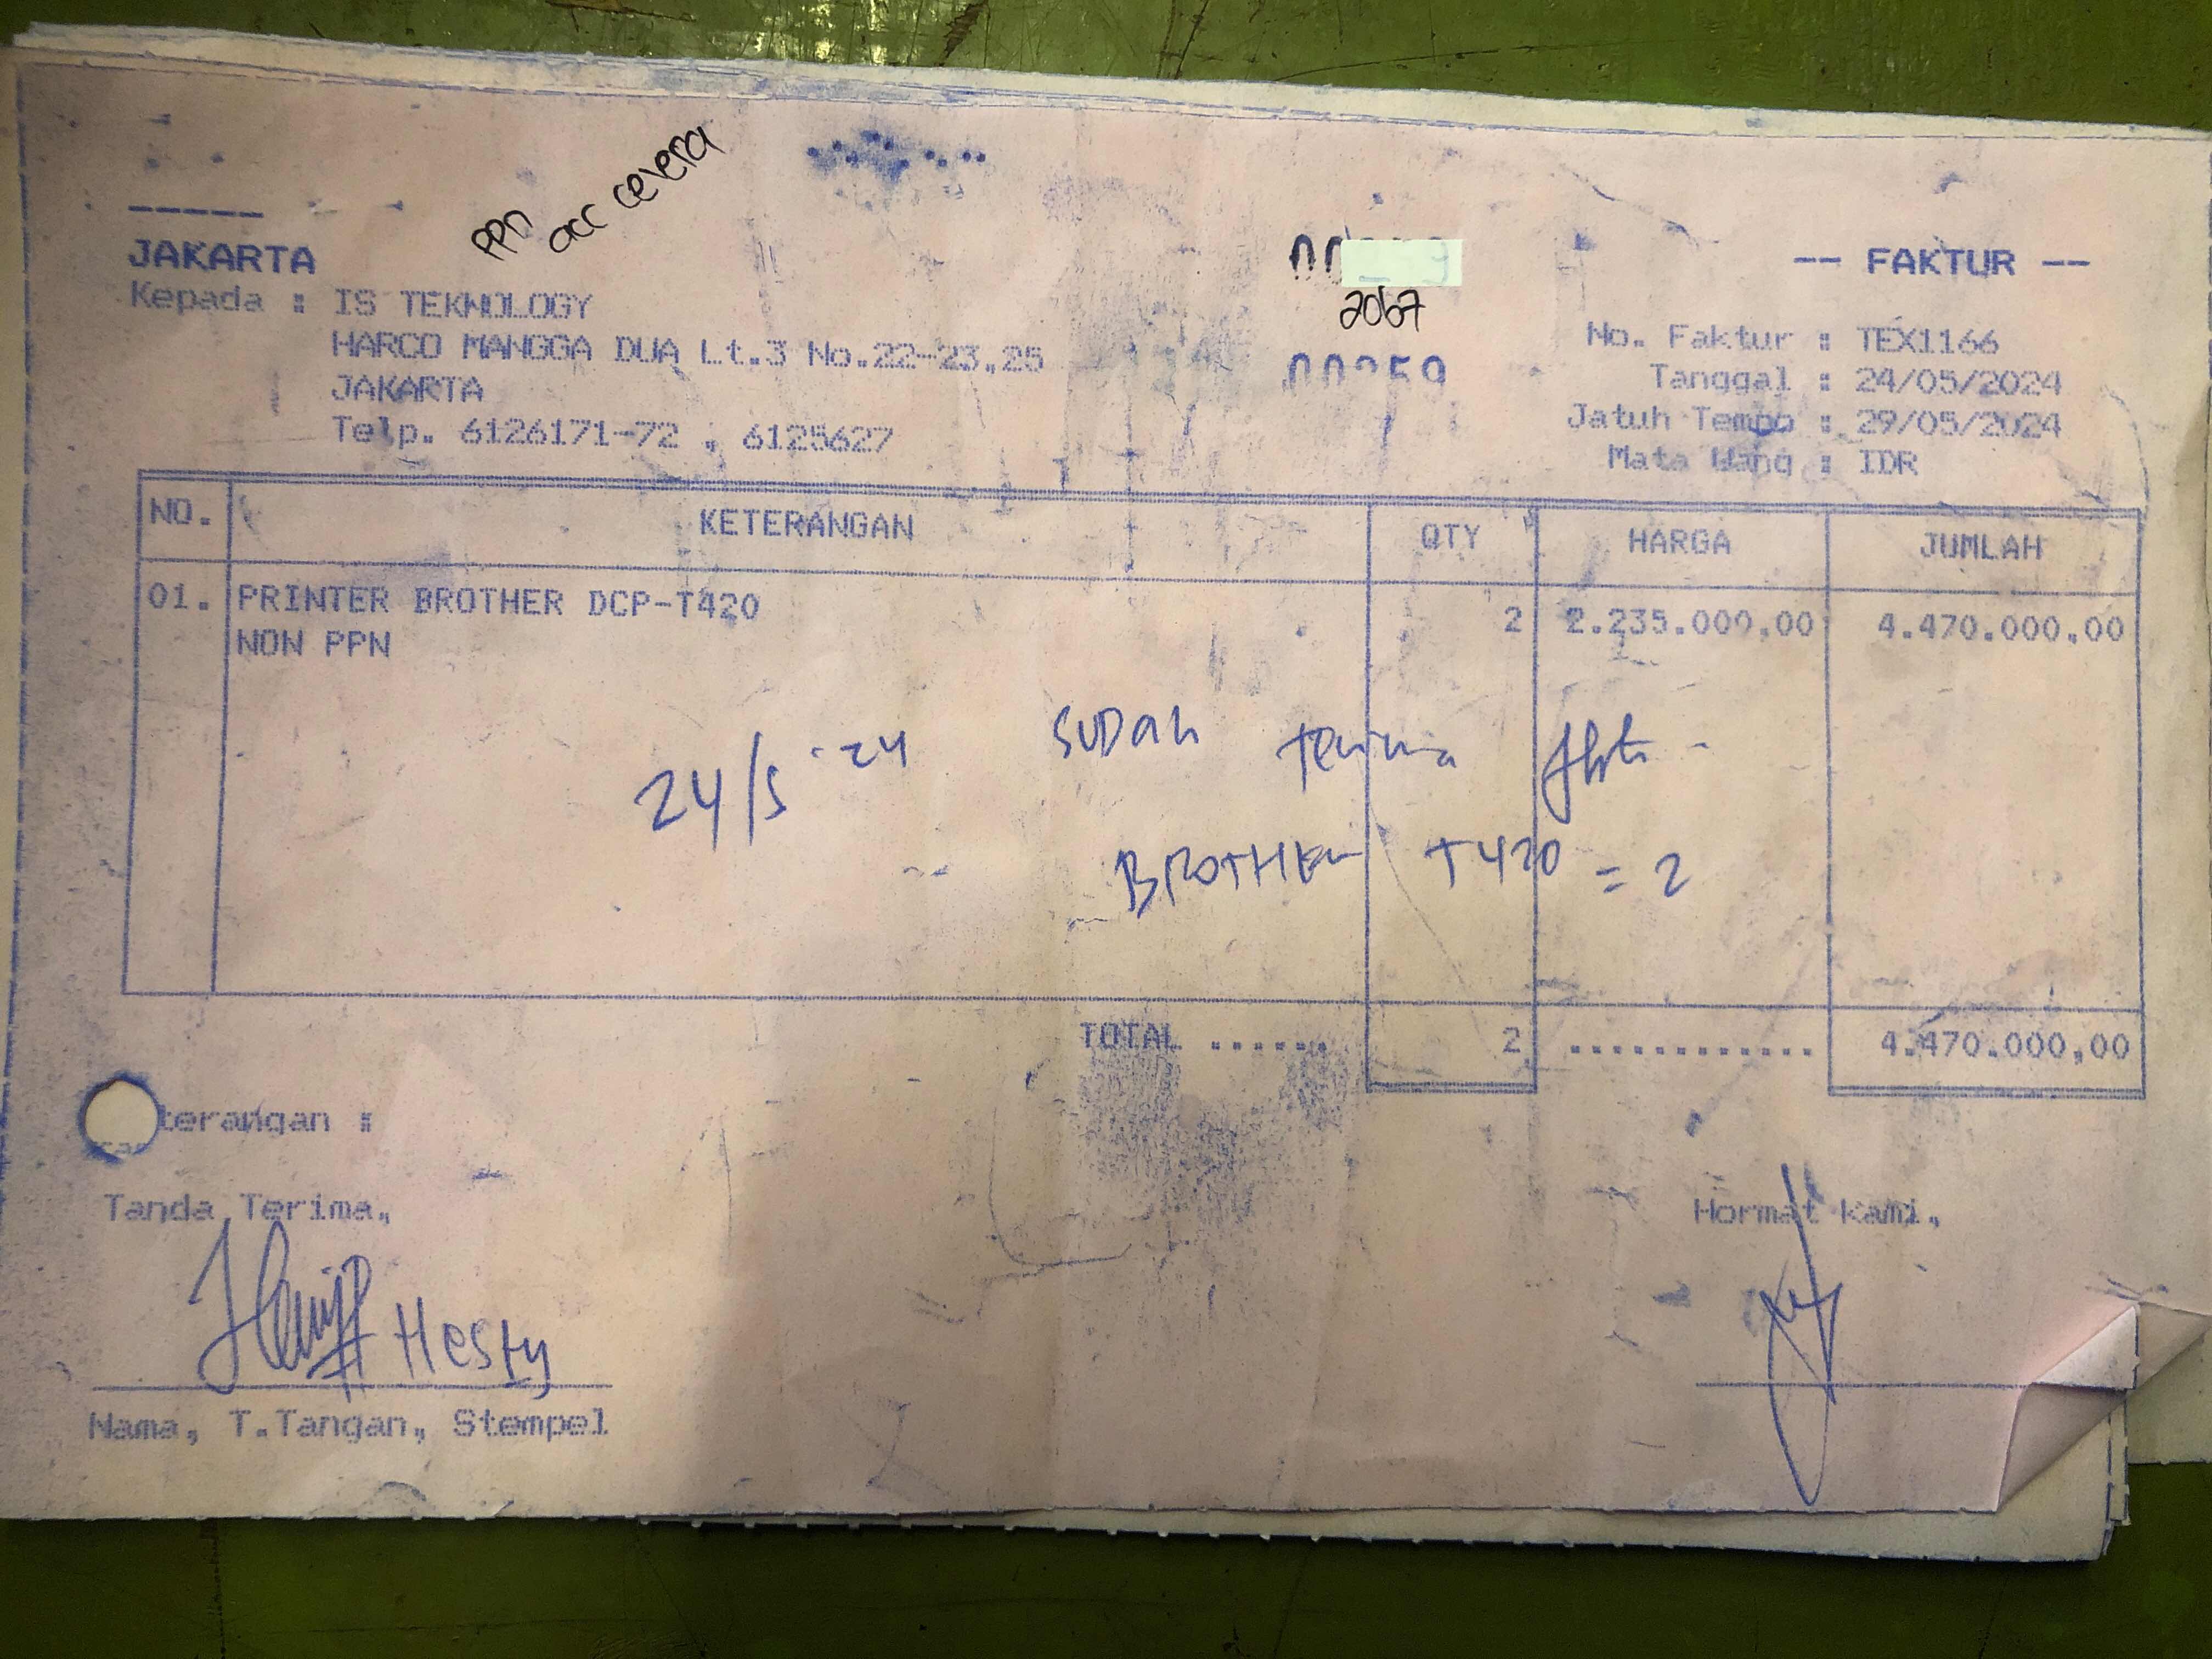 PPN
acc cevera
JAKARTA
-- FAKTUR --
Kepada : IS TEKNOLOGY
HARCO MANGGA DUA Lt.3 No.22-23,25
JAKARTA
Telp. 6126171-72 , 6125627
2067
00259
No. Faktur : TEX1166
Tanggal : 24/05/2024
Jatuh Tempo : 29/05/2024
Mata Uang : IDR
NO. KETERANGAN QTY HARGA JUMLAH
01. PRINTER BROTHER DCP-T420 2 2.235.000,00 4.470.000,00
NON PPN
24/5-24 SUDAH terima
BROTHER T420 = 2
TOTAL ...... 2 ............ 4.470.000,00
terangan :
Tanda Terima,
Hormat Kami,
Hesty
Nama, T.Tangan, Stempel